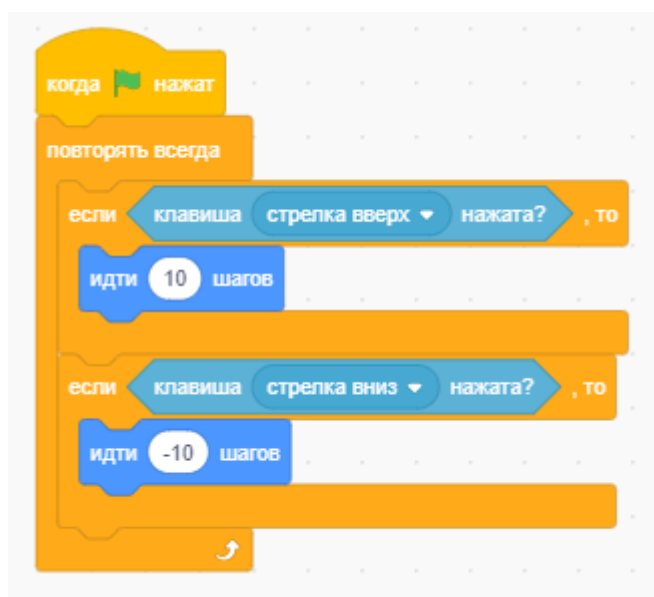 когда нажат
повторять всегда
если клавиша стрелка вверх нажата? , то
идти 10 шагов
если клавиша стрелка вниз нажата? , то
идти -10 шагов